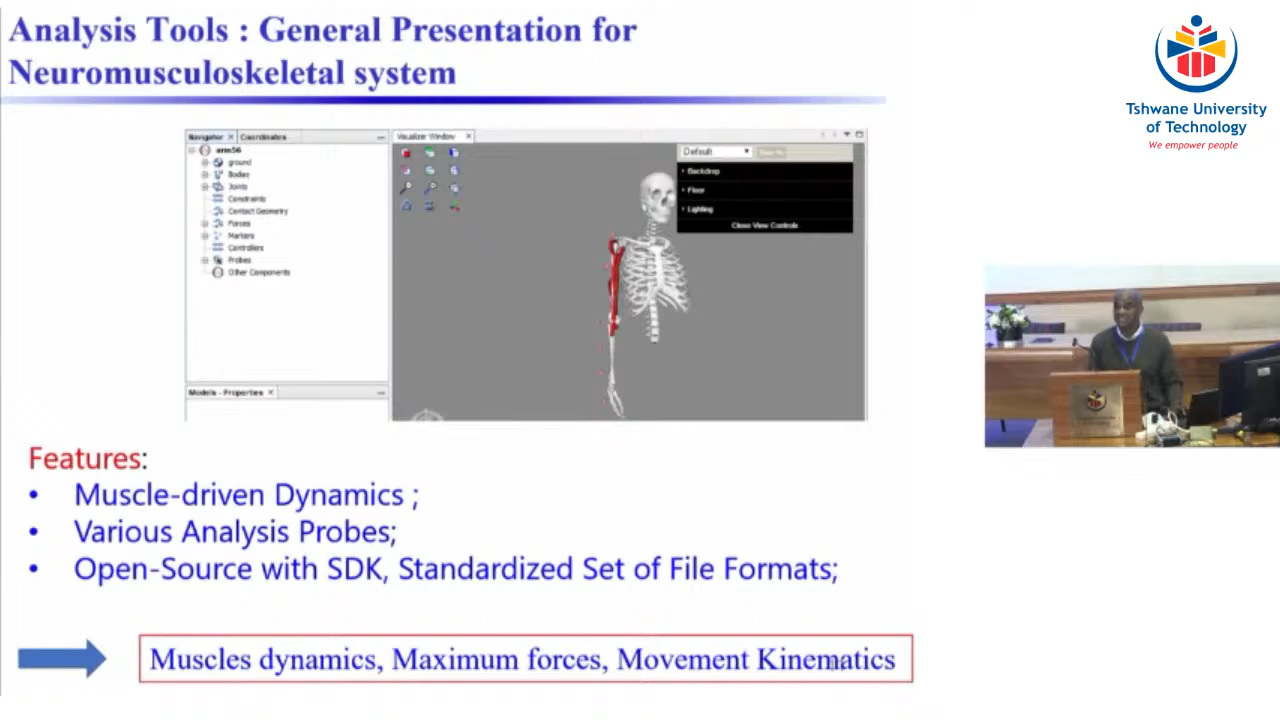 Analysis Tools : General Presentation for
Neuromusculoskeletal system
Tshwane University
of Technology
We empower people
Navigator
Coordinates
Visualizer Window
arm56
ground
Bodies
Joints
Constraints
Contact Geometry
Forces
Markers
Controllers
Probes
Other Components
Models - Properties
Default
Backdrop
Floor
Lighting
Close View Controls
Features:
• Muscle-driven Dynamics ;
• Various Analysis Probes;
• Open-Source with SDK, Standardized Set of File Formats;
Muscles dynamics, Maximum forces, Movement Kinematics